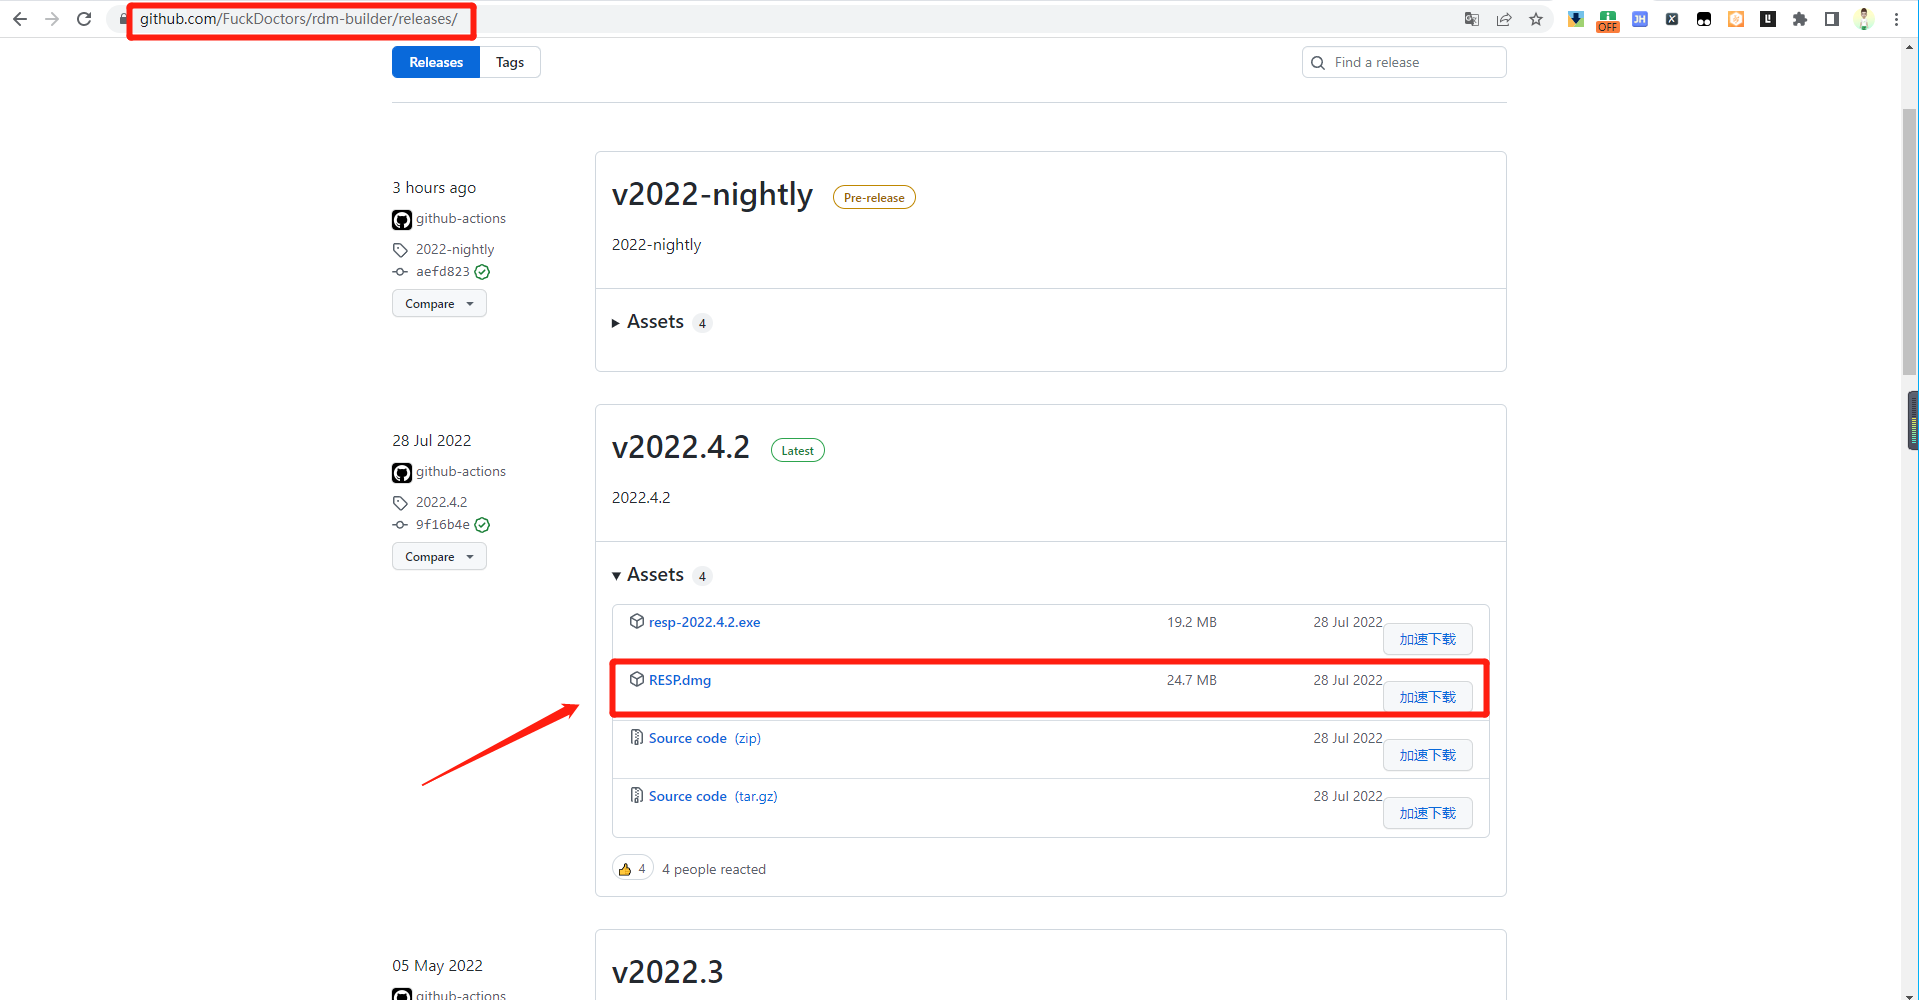 github.com/FuckDoctors/rdm-builder/releases/
OFF
JH
Releases
Tags
Find a release
3 hours ago
github-actions
2022-nightly
aefd823
Compare
v2022-nightly
Pre-release
2022-nightly
Assets
4
28 Jul 2022
github-actions
2022.4.2
9f16b4e
Compare
v2022.4.2
Latest
2022.4.2
Assets
4
resp-2022.4.2.exe 19.2 MB 28 Jul 2022
加速下载
RESP.dmg 24.7 MB 28 Jul 2022
加速下载
Source code (zip) 28 Jul 2022
加速下载
Source code (tar.gz) 28 Jul 2022
加速下载
4
4 people reacted
05 May 2022
github-actions
v2022.3